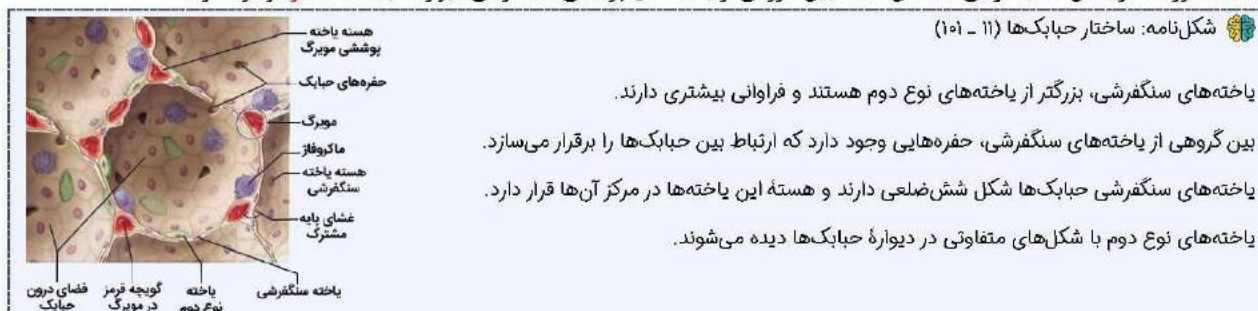 شکل‌نامه: ساختار حبابک‌ها (۱۱ ـ ۱۰۱)
یاخته‌های سنگفرشی، بزرگتر از یاخته‌های نوع دوم هستند و فراوانی بیشتری دارند.
بین گروهی از یاخته‌های سنگفرشی، حفره‌هایی وجود دارد که ارتباط بین حبابک‌ها را برقرار می‌سازد.
یاخته‌های سنگفرشی حبابک‌ها شکل شش‌ضلعی دارند و هستهٔ این یاخته‌ها در مرکز آن‌ها قرار دارد.
یاخته‌های نوع دوم با شکل‌های متفاوتی در دیوارهٔ حبابک‌ها دیده می‌شوند.
هسته یاخته
پوششی مویرگ
حفره‌های حبابک
مویرگ
ماکروفاژ
هسته یاخته
سنگفرشی
غشای پایه
مشترک
یاخته سنگفرشی
یاخته
نوع دوم
گویچه قرمز
در مویرگ
فضای درون
حبابک